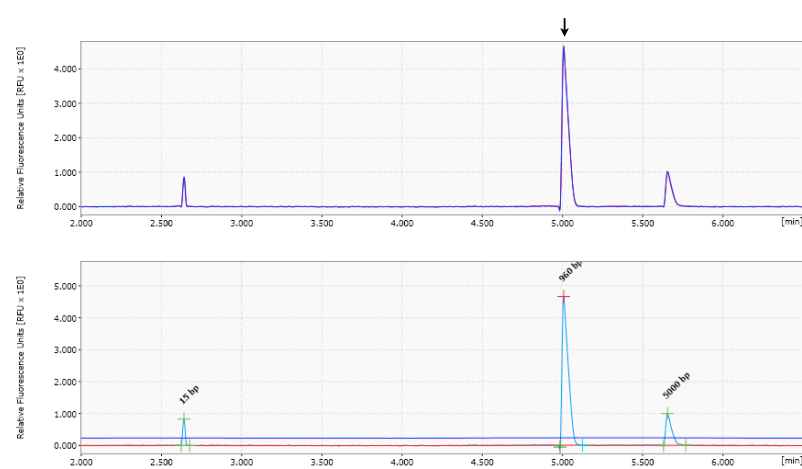 Relative Fluorescence Units [RFU x 1E0]
4.000
3.000
2.000
1.000
0.000
2.000 2.500 3.000 3.500 4.000 4.500 5.000 5.500 6.000 [min]
Relative Fluorescence Units [RFU x 1E0]
5.000
4.000
3.000
2.000
1.000
0.000
15 bp
960 bp
5000 bp
2.000 2.500 3.000 3.500 4.000 4.500 5.000 5.500 6.000 [min]